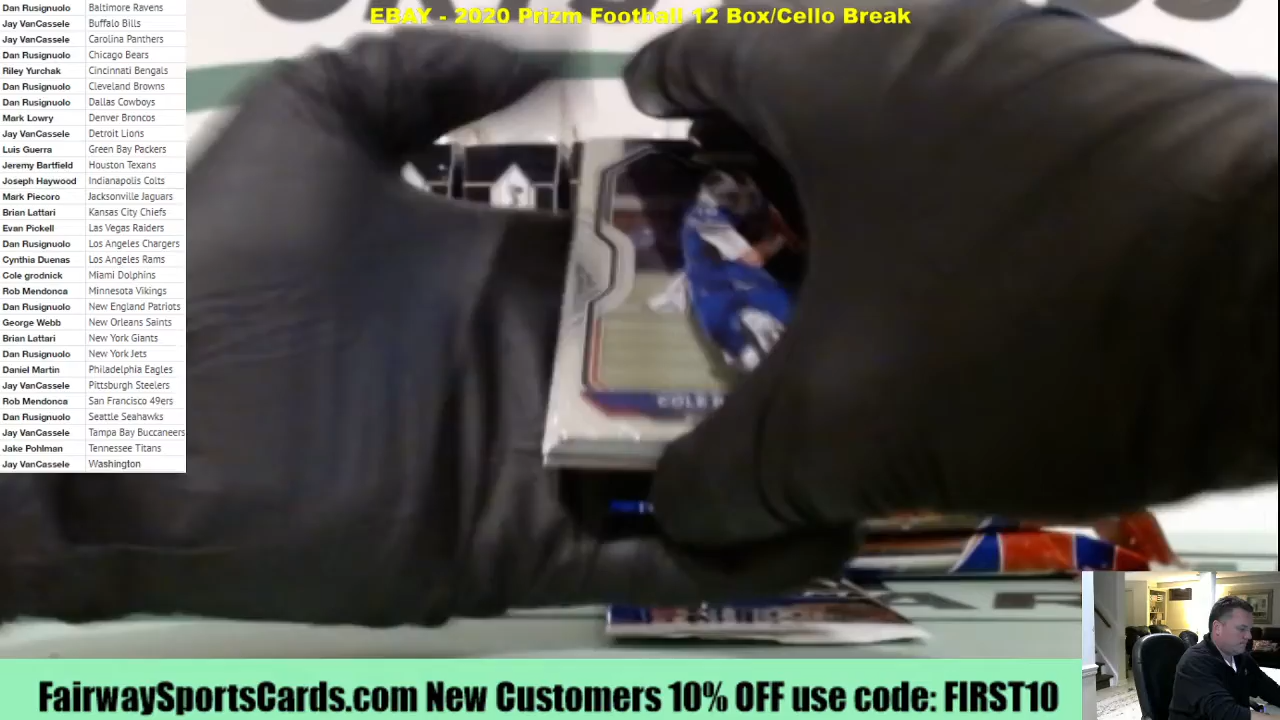 EBAY - 2020 Prizm Football 12 Box/Cello Break
Dan Rusignuolo Baltimore Ravens
Jay VanCassele Buffalo Bills
Jay VanCassele Carolina Panthers
Dan Rusignuolo Chicago Bears
Riley Yurchak Cincinnati Bengals
Dan Rusignuolo Cleveland Browns
Dan Rusignuolo Dallas Cowboys
Mark Lowry Denver Broncos
Jay VanCassele Detroit Lions
Luis Guerra Green Bay Packers
Jeremy Bartfield Houston Texans
Joseph Haywood Indianapolis Colts
Mark Piecoro Jacksonville Jaguars
Brian Lattari Kansas City Chiefs
Evan Pickell Las Vegas Raiders
Dan Rusignuolo Los Angeles Chargers
Cynthia Duenas Los Angeles Rams
Cole grodnick Miami Dolphins
Rob Mendonca Minnesota Vikings
Dan Rusignuolo New England Patriots
George Webb New Orleans Saints
Brian Lattari New York Giants
Dan Rusignuolo New York Jets
Daniel Martin Philadelphia Eagles
Jay VanCassele Pittsburgh Steelers
Rob Mendonca San Francisco 49ers
Dan Rusignuolo Seattle Seahawks
Jay VanCassele Tampa Bay Buccaneers
Jake Pohlman Tennessee Titans
Jay VanCassele Washington
COLE
FairwaySportsCards.com New Customers 10% OFF use code: FIRST10